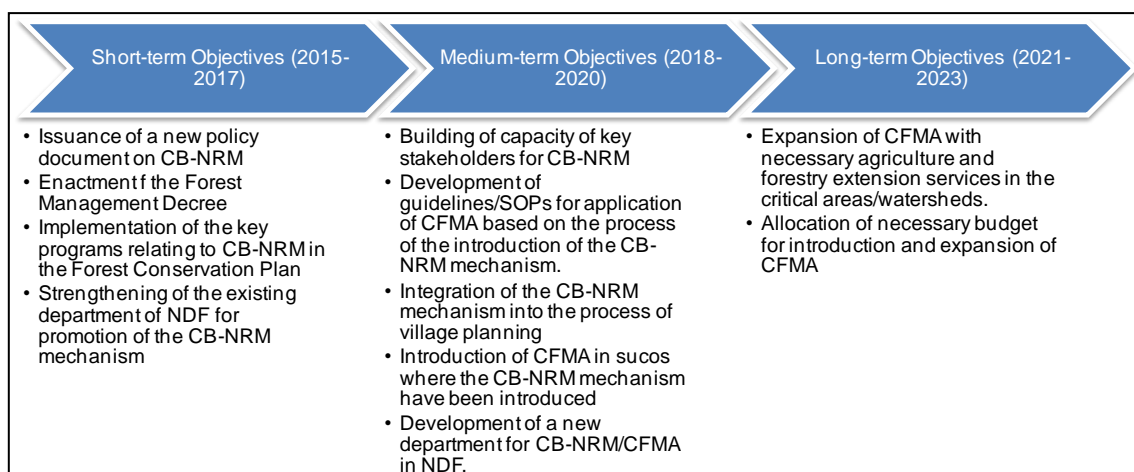 Short-term Objectives (2015-
2017)
Medium-term Objectives (2018-
2020)
Long-term Objectives (2021-
2023)
• Issuance of a new policy
document on CB-NRM
• Enactment f the Forest
Management Decree
• Implementation of the key
programs relating to CB-NRM in
the Forest Conservation Plan
• Strengthening of the existing
department of NDF for
promotion of the CB-NRM
mechanism
• Building of capacity of key
stakeholders for CB-NRM
• Development of
guidelines/SOPs for application
of CFMA based on the process
of the introduction of the CB-
NRM mechanism.
• Integration of the CB-NRM
mechanism into the process of
village planning
• Introduction of CFMA in sucos
where the CB-NRM mechanism
have been introduced
• Development of a new
department for CB-NRM/CFMA
in NDF.
• Expansion of CFMA with
necessary agriculture and
forestry extension services in the
critical areas/watersheds.
• Allocation of necessary budget
for introduction and expansion of
CFMA